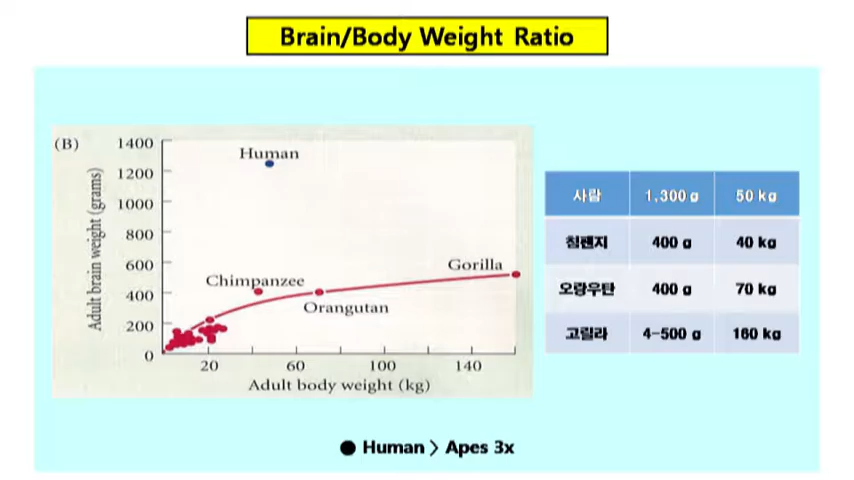 Brain/Body Weight Ratio
(B)
1400
1200
1000
800
600
400
200
0
Adult brain weight (grams)
Human
Chimpanzee
Orangutan
Gorilla
20
60
100
140
Adult body weight (kg)
사람 1,300 g 50 kg
침팬지 400 g 40 kg
오랑우탄 400 g 70 kg
고릴라 4-500 g 160 kg
● Human > Apes 3x